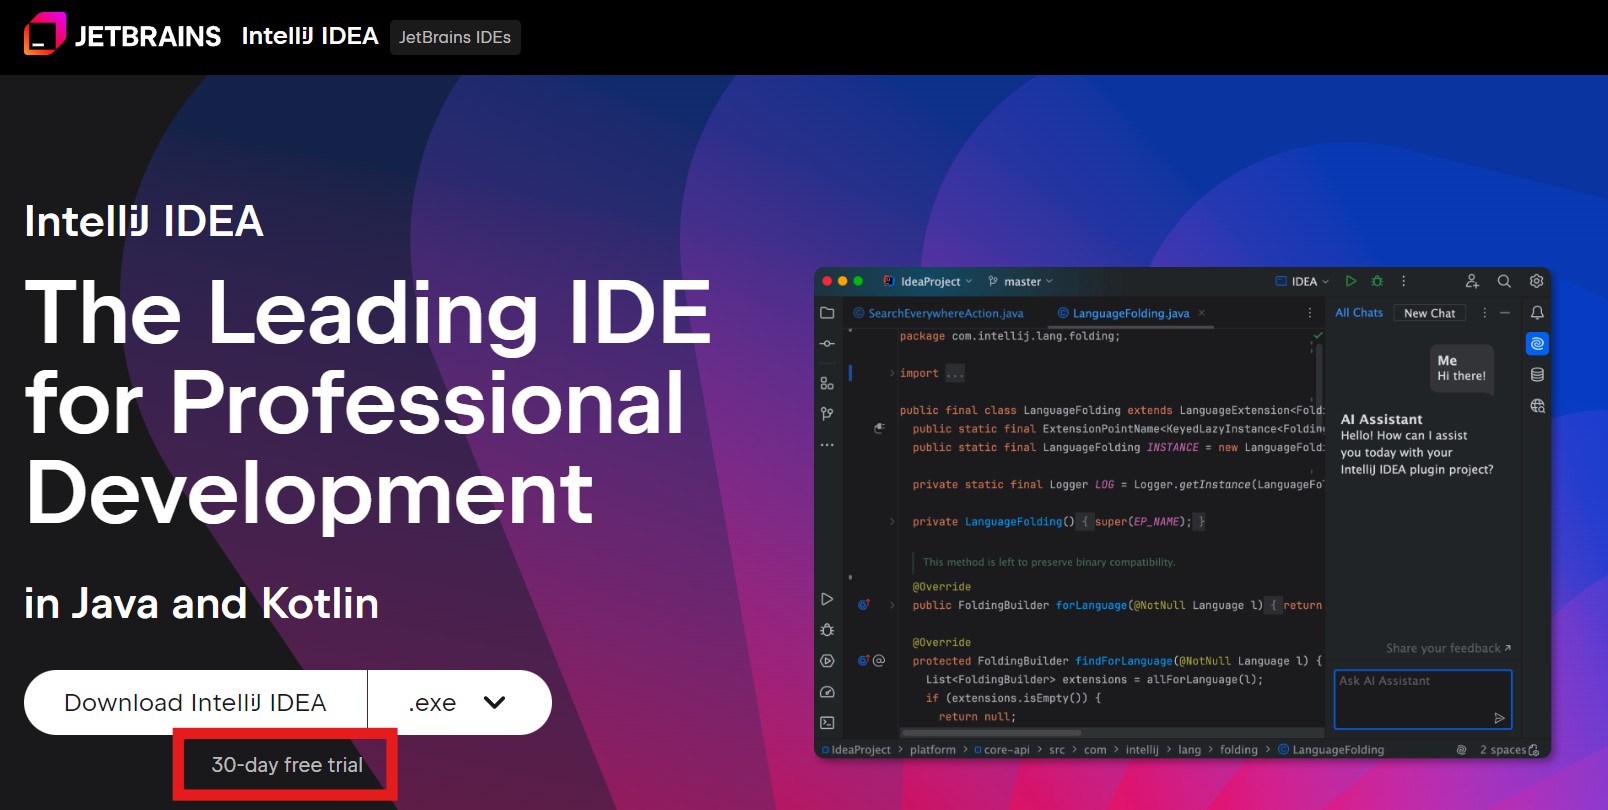 JETBRAINS IntelliJ IDEA JetBrains IDEs
IntelliJ IDEA
The Leading IDE
for Professional
Development
in Java and Kotlin
Download IntelliJ IDEA .exe
30-day free trial
IdeaProject master IDEA
SearchEverywhereAction.java LanguageFolding.java
All Chats New Chat
package com.intellij.lang.folding;
import ...
public final class LanguageFolding extends LanguageExtension<Fold
public static final ExtensionPointName<KeyedLazyInstance<Folding
public static final LanguageFolding INSTANCE = new LanguageFoldi
private static final Logger LOG = Logger.getInstance(LanguageFo
private LanguageFolding() { super(EP_NAME); }
This method is left to preserve binary compatibility.
@Override
public FoldingBuilder forLanguage(@NotNull Language l) { return
@Override
protected FoldingBuilder findForLanguage(@NotNull Language l) {
List<FoldingBuilder> extensions = allForLanguage(l);
if (extensions.isEmpty()) {
return null;
Me
Hi there!
AI Assistant
Hello! How can I assist
you today with your
IntelliJ IDEA plugin project?
Share your feedback ↗
Ask AI Assistant
IdeaProject > platform > core-api > src > com > intellij > lang > folding > LanguageFolding 2 spaces